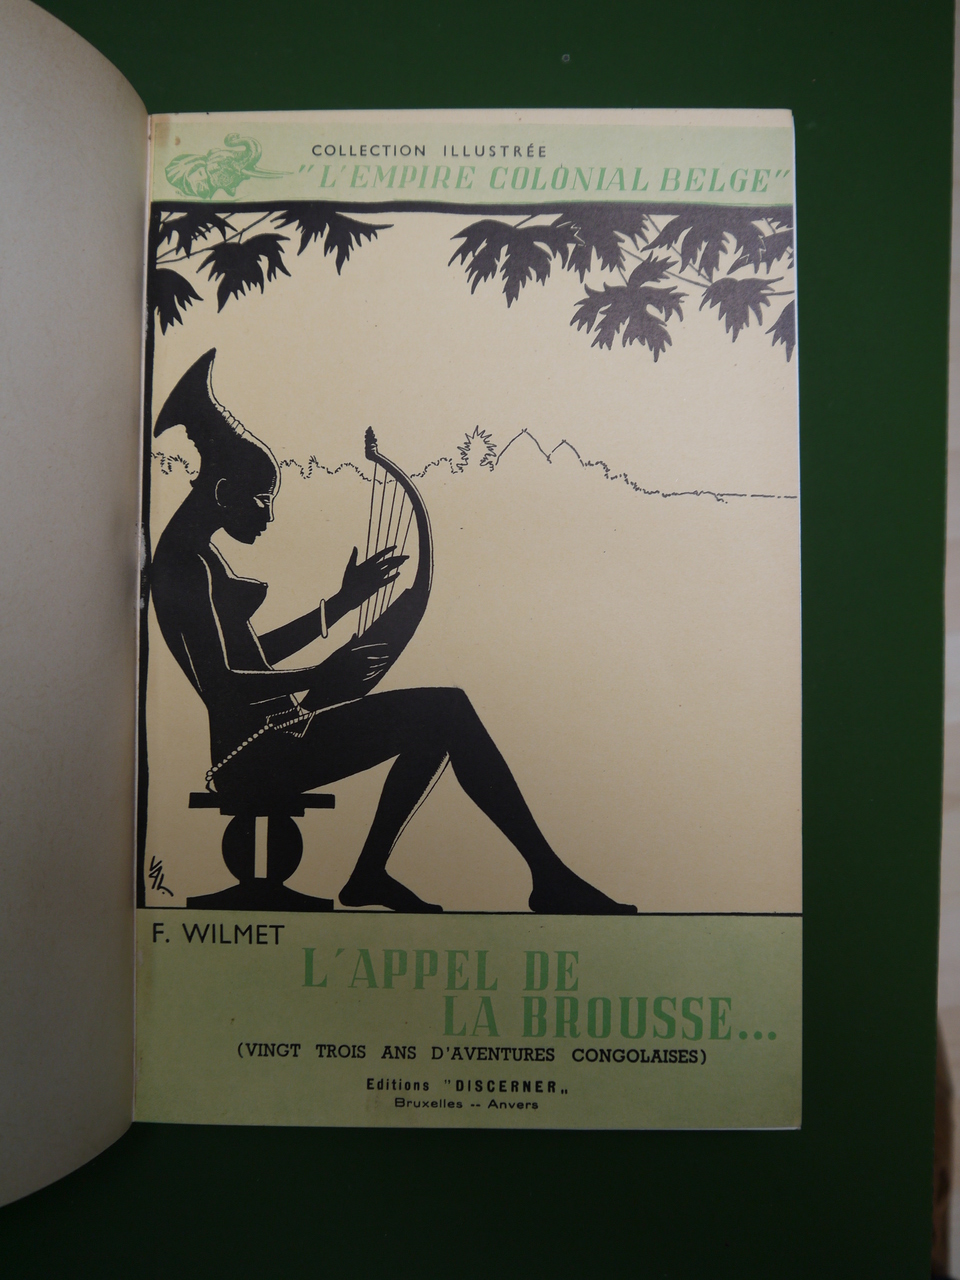 COLLECTION ILLUSTRÉE
"L'EMPIRE COLONIAL BELGE"
VAL.
F. WILMET
L'APPEL DE
LA BROUSSE...
(VINGT TROIS ANS D'AVENTURES CONGOLAISES)
Editions "DISCERNER„
Bruxelles -- Anvers